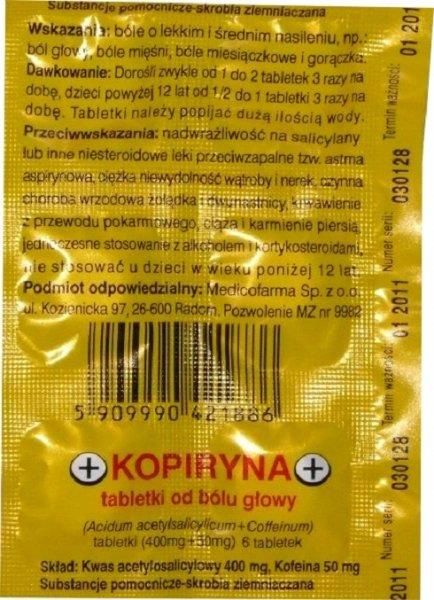 Substancje pomocnicze-skrobia ziemniaczana
Wskazania: bóle o lekkim i średnim nasileniu, np.:
ból głowy, bóle mięśni, bóle miesiączkowe i gorączka.
Dawkowanie: Dorośli zwykle od 1 do 2 tabletek 3 razy na
dobę, dzieci powyżej 12 lat od 1/2 do 1 tabletki 3 razy na
dobę. Tabletki należy popijać dużą ilością wody.
Przeciwwskazania: nadwrażliwość na salicylany
lub inne niesteroidowe leki przeciwzapalne tzw. astma
aspirynowa, ciężka niewydolność wątroby i nerek, czynna
choroba wrzodowa żołądka i dwunastnicy, krwawienie
z przewodu pokarmowego, ciąża i karmienie piersią,
jednoczesne stosowanie z alkoholem i kortykosteroidami,
nie stosować u dzieci w wieku poniżej 12 lat.
Podmiot odpowiedzialny: Medicofarma Sp. z o.o.
ul. Kozienicka 97, 26-600 Radom, Pozwolenie MZ nr 9982
5 909990 421886
KOPIRYNA
tabletki od bólu głowy
(Acidum acetylsalicylicum+Coffeinum)
tabletki (400mg+50mg) 6 tabletek
Skład: Kwas acetylosalicylowy 400 mg, Kofeina 50 mg
Substancje pomocnicze-skrobia ziemniaczana
2011 Numer serii: 030128 Termin ważności: 01 2011 Numer serii: 030128 Termin ważności: 01 2011